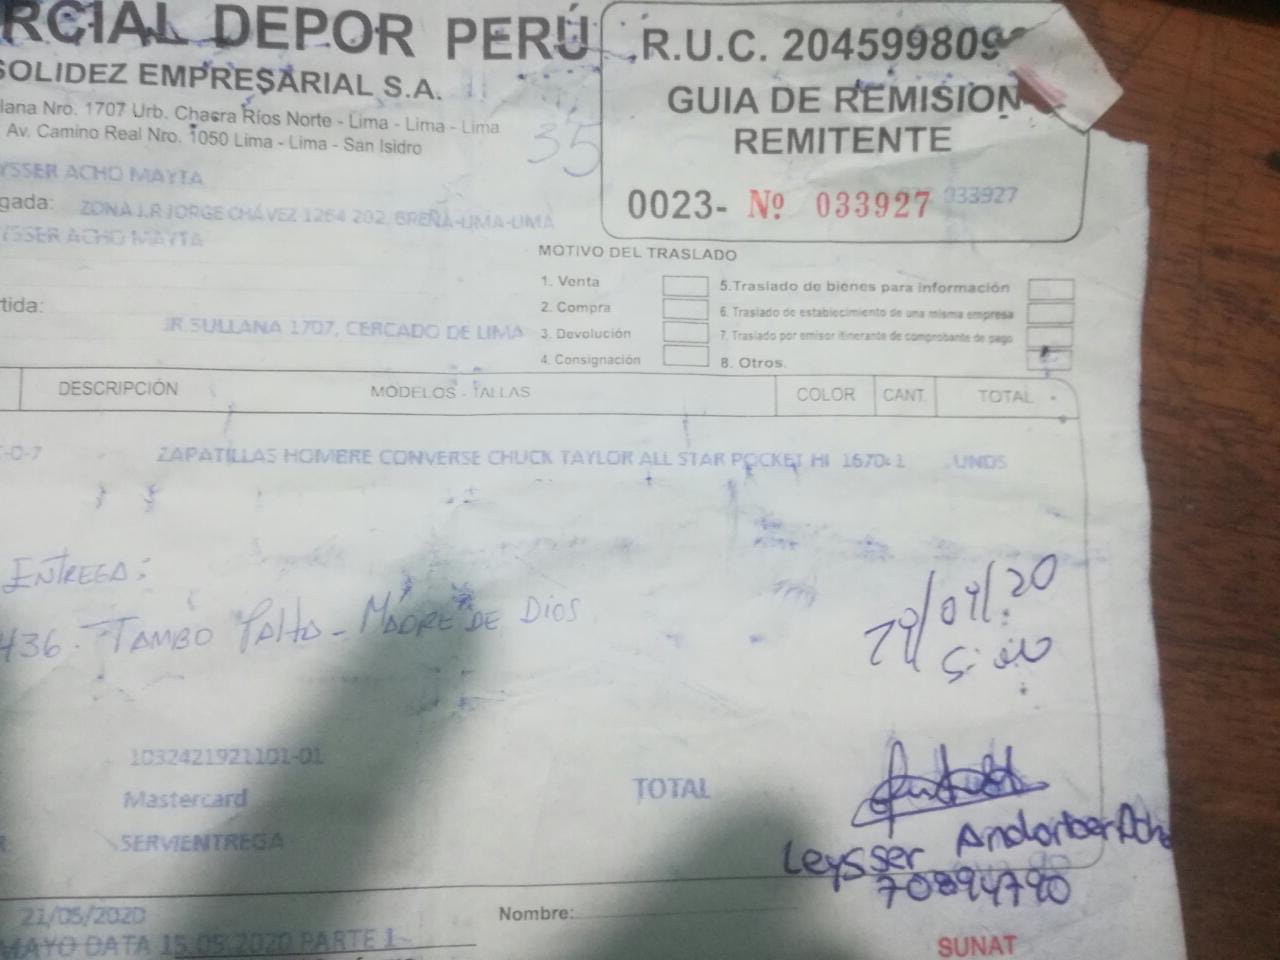 RCIAL DEPOR PERÚ
SOLIDEZ EMPRESARIAL S.A.
lana Nro. 1707 Urb. Chacra Ríos Norte - Lima - Lima - Lima
Av. Camino Real Nro. 1050 Lima - Lima - San Isidro
35
R.U.C. 204599809
GUIA DE REMISION
REMITENTE
0023- Nº 033927 033927
YSSER ACHO MAYTA
gada: ZONA J.R JORGE CHÁVEZ 1264 202, BREÑA-LIMA-LIMA
YSSER ACHO MAYTA
tida:
JR.SULLANA 1707, CERCADO DE LIMA
MOTIVO DEL TRASLADO
1. Venta
2. Compra
3. Devolución
4. Consignación
5.Traslado de bienes para información
6. Traslado de establecimiento de una misma empresa
7. Traslado por emisor itinerante de comprobante de pago
8. Otros.
DESCRIPCIÓN MODELOS - TALLAS COLOR CANT. TOTAL
-0-7 ZAPATILLAS HOMBRE CONVERSE CHUCK TAYLOR ALL STAR POCKET HI 1670: 1 UNDS
ENTREGA:
436. TAMBO PALTA - MADRE DE DIOS
/20
1032421921101-01
Mastercard
TOTAL
R: SERVIENTREGA
Leysser
70894790
21/05/2020
Nombre:
MAYO DATA 15.05.2020 PARTE 1
SUNAT